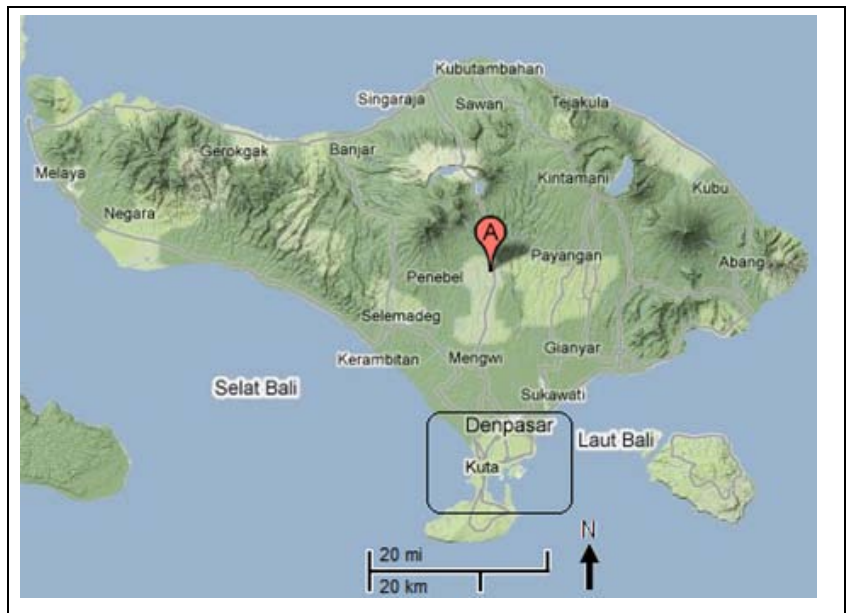 Kubutambahan
Singaraja
Sawan
Tejakula
Gerokgak
Banjar
Melaya
Kintamani
Kubu
Negara
A
Payangan
Abang
Penebel
Selemadeg
Kerambitan
Mengwi
Gianyar
Selat Bali
Sukawati
Denpasar
Laut Bali
Kuta
N
20 mi
20 km